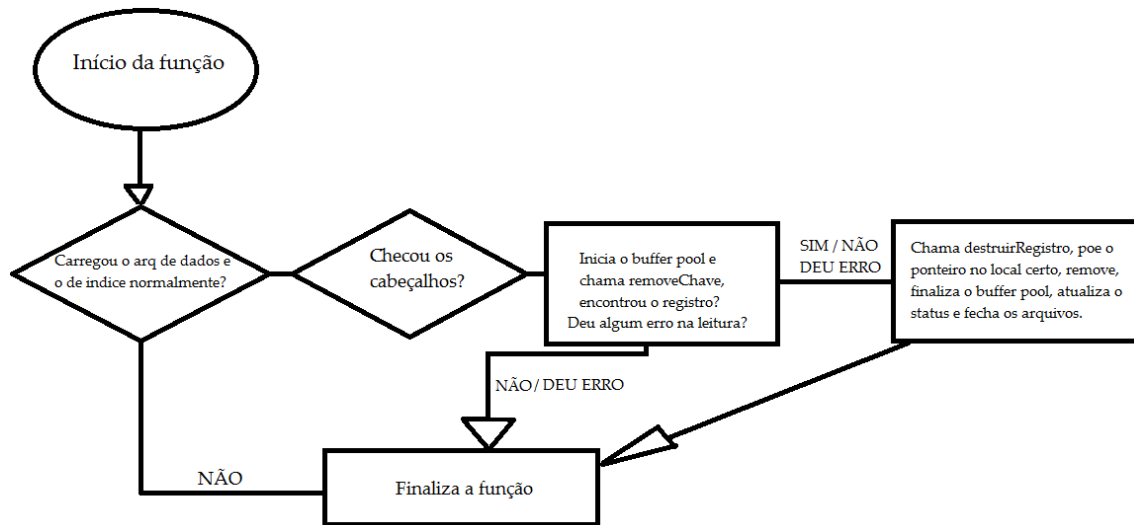 Início da função
Carregou o arq de dados e
o de indice normalmente?
Checou os
cabeçalhos?
Inicia o buffer pool e
chama removeChave,
encontrou o registro?
Deu algum erro na leitura?
SIM / NÃO
DEU ERRO
Chama destruirRegistro, poe o
ponteiro no local certo, remove,
finaliza o buffer pool, atualiza o
status e fecha os arquivos.
NÃO/ DEU ERRO
NÃO
Finaliza a função